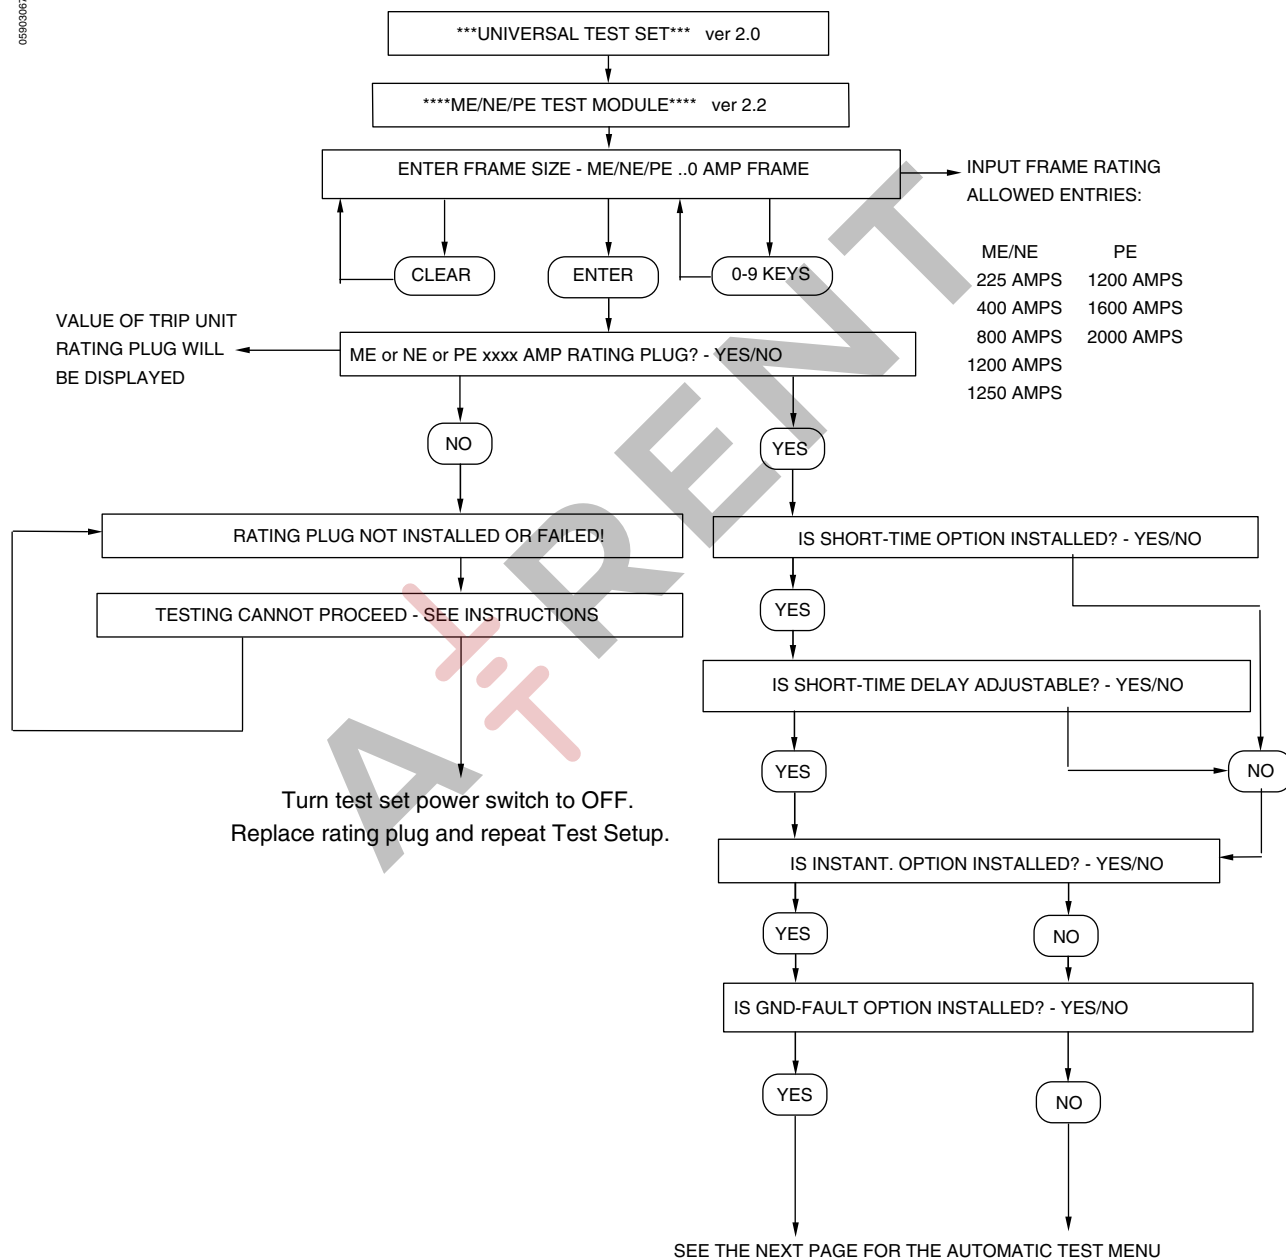 05903067
***UNIVERSAL TEST SET*** ver 2.0
****ME/NE/PE TEST MODULE**** ver 2.2
ENTER FRAME SIZE - ME/NE/PE ..0 AMP FRAME
INPUT FRAME RATING
ALLOWED ENTRIES:
ME/NE PE
225 AMPS 1200 AMPS
400 AMPS 1600 AMPS
800 AMPS 2000 AMPS
1200 AMPS
1250 AMPS
CLEAR
ENTER
0-9 KEYS
VALUE OF TRIP UNIT
RATING PLUG WILL
BE DISPLAYED
ME or NE or PE xxxx AMP RATING PLUG? - YES/NO
NO
YES
RATING PLUG NOT INSTALLED OR FAILED!
IS SHORT-TIME OPTION INSTALLED? - YES/NO
TESTING CANNOT PROCEED - SEE INSTRUCTIONS
YES
IS SHORT-TIME DELAY ADJUSTABLE? - YES/NO
YES
NO
Turn test set power switch to OFF.
Replace rating plug and repeat Test Setup.
IS INSTANT. OPTION INSTALLED? - YES/NO
YES
NO
IS GND-FAULT OPTION INSTALLED? - YES/NO
YES
NO
SEE THE NEXT PAGE FOR THE AUTOMATIC TEST MENU
A RENT